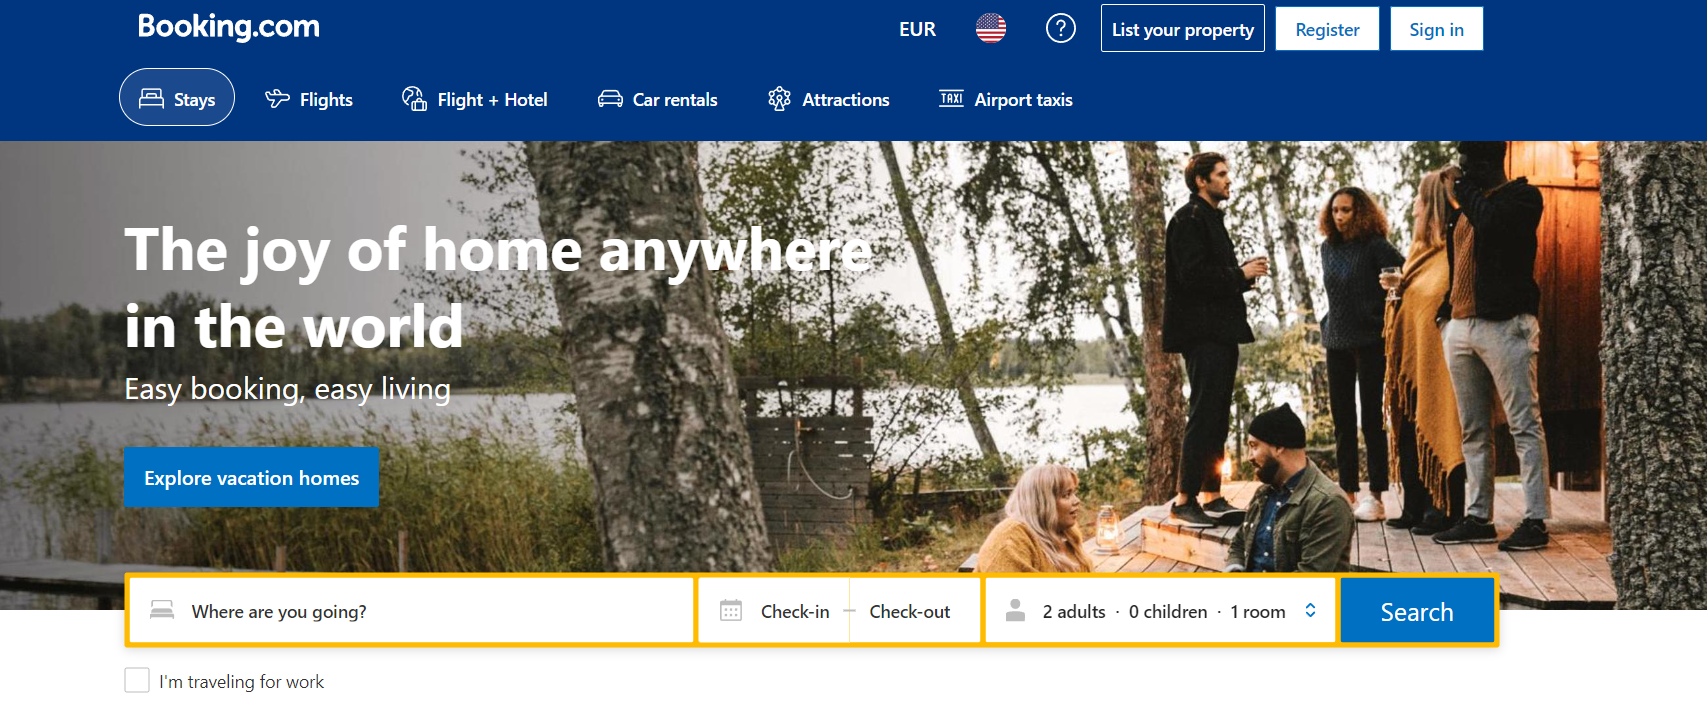 Booking.com
EUR
?
List your property
Register
Sign in
Stays
Flights
Flight + Hotel
Car rentals
Attractions
TAXI
Airport taxis
The joy of home anywhere
in the world
Easy booking, easy living
Explore vacation homes
Where are you going?
Check-in — Check-out
2 adults · 0 children · 1 room
Search
I'm traveling for work